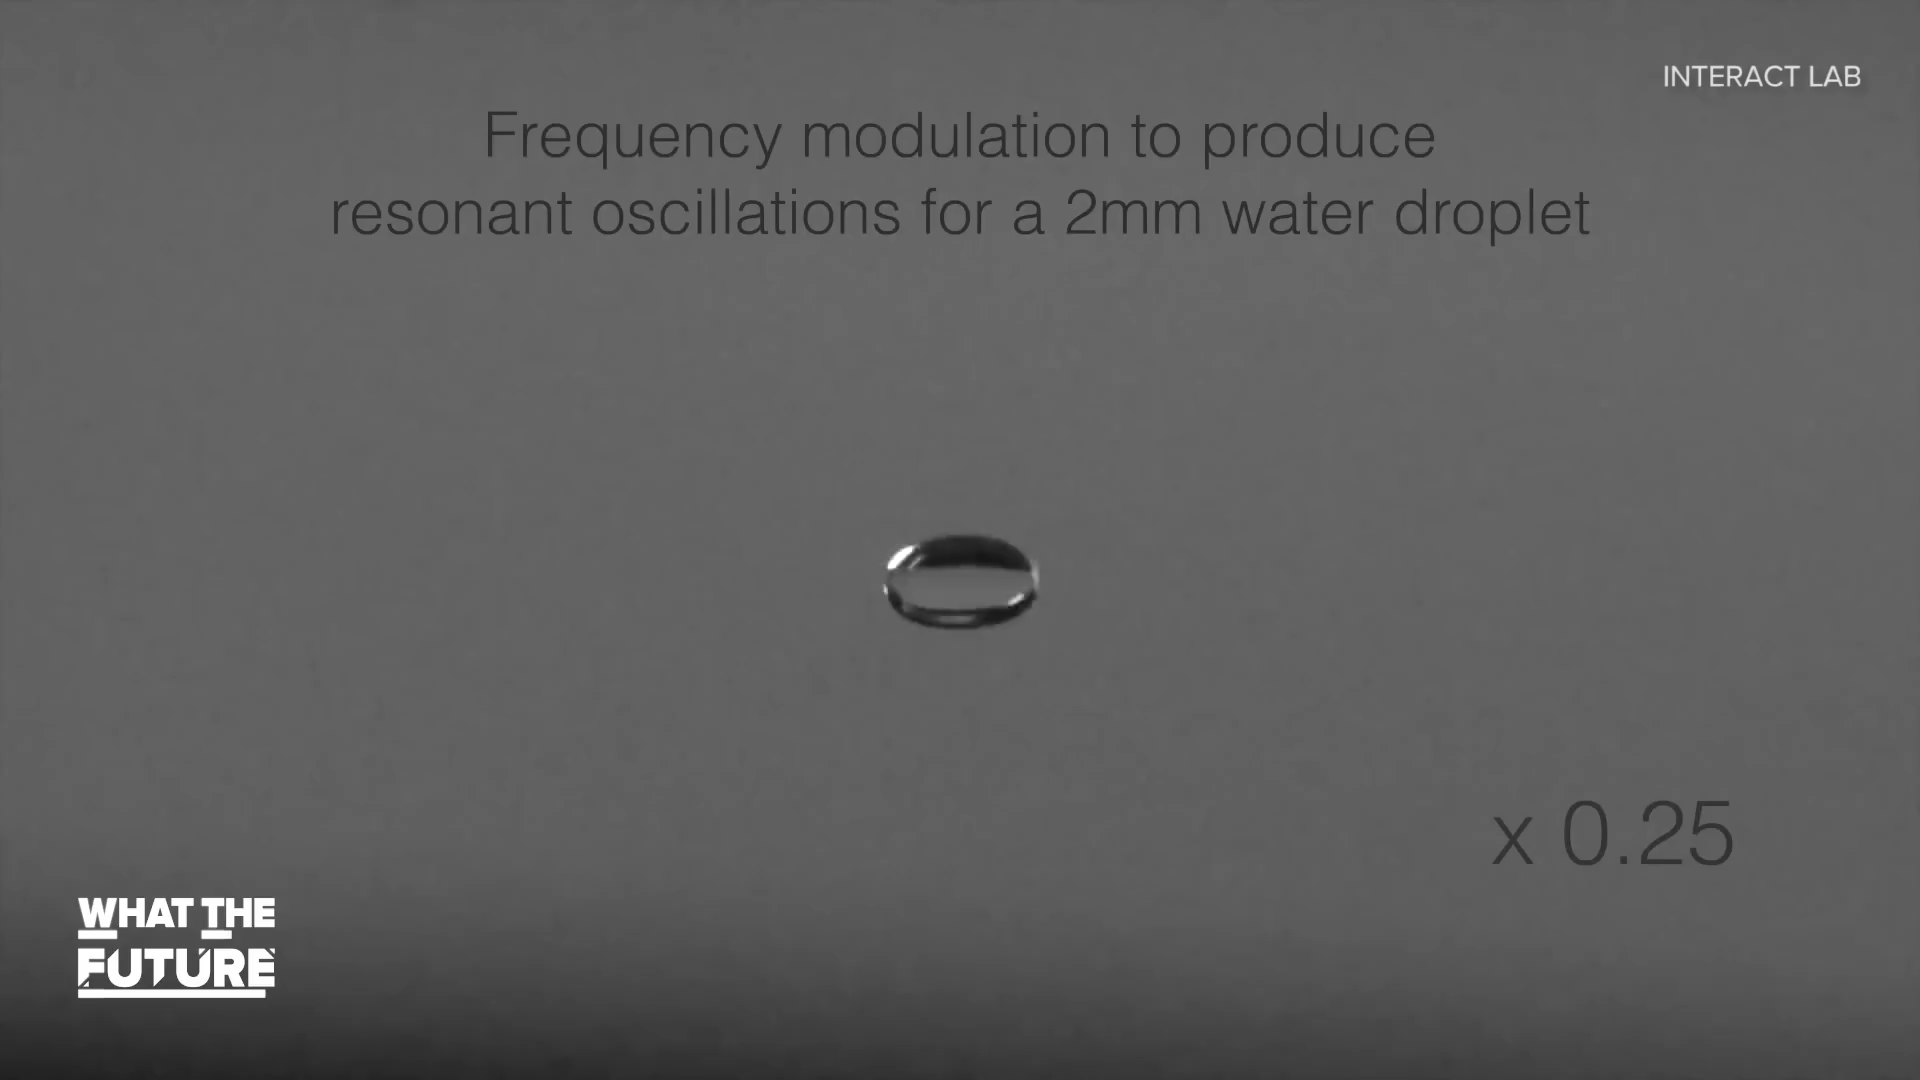 INTERACT LAB
Frequency modulation to produce
resonant oscillations for a 2mm water droplet
x 0.25
WHAT THE
FUTURE